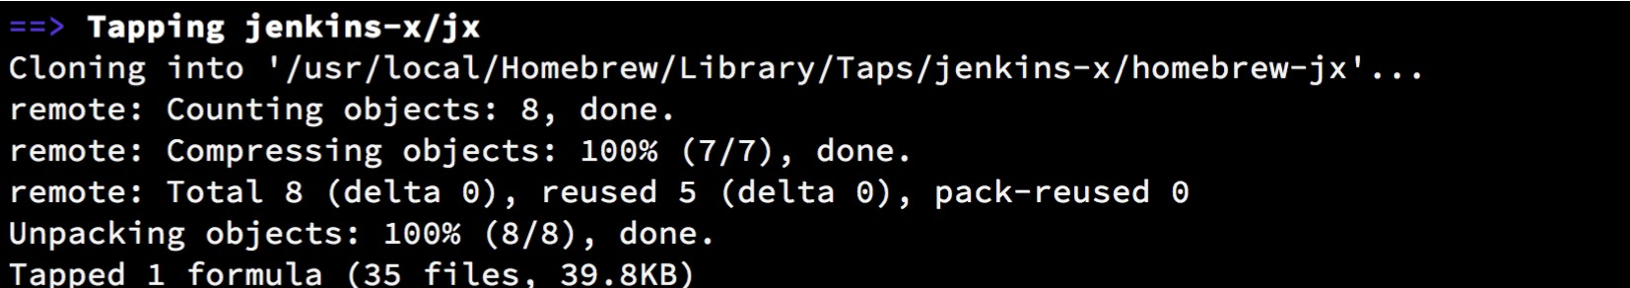 ==> Tapping jenkins-x/jx
Cloning into '/usr/local/Homebrew/Library/Taps/jenkins-x/homebrew-jx'...
remote: Counting objects: 8, done.
remote: Compressing objects: 100% (7/7), done.
remote: Total 8 (delta 0), reused 5 (delta 0), pack-reused 0
Unpacking objects: 100% (8/8), done.
Tapped 1 formula (35 files, 39.8KB)